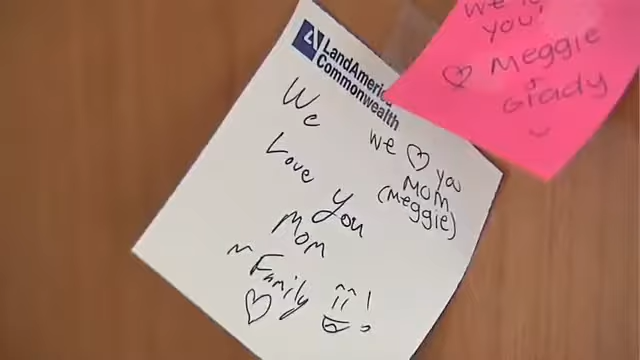 LandAmerica
Commonwealth
We
Love You
Mom
~ Family
We ♡ you
MOM
(Meggie)
you!
♡ Meggie
Grady